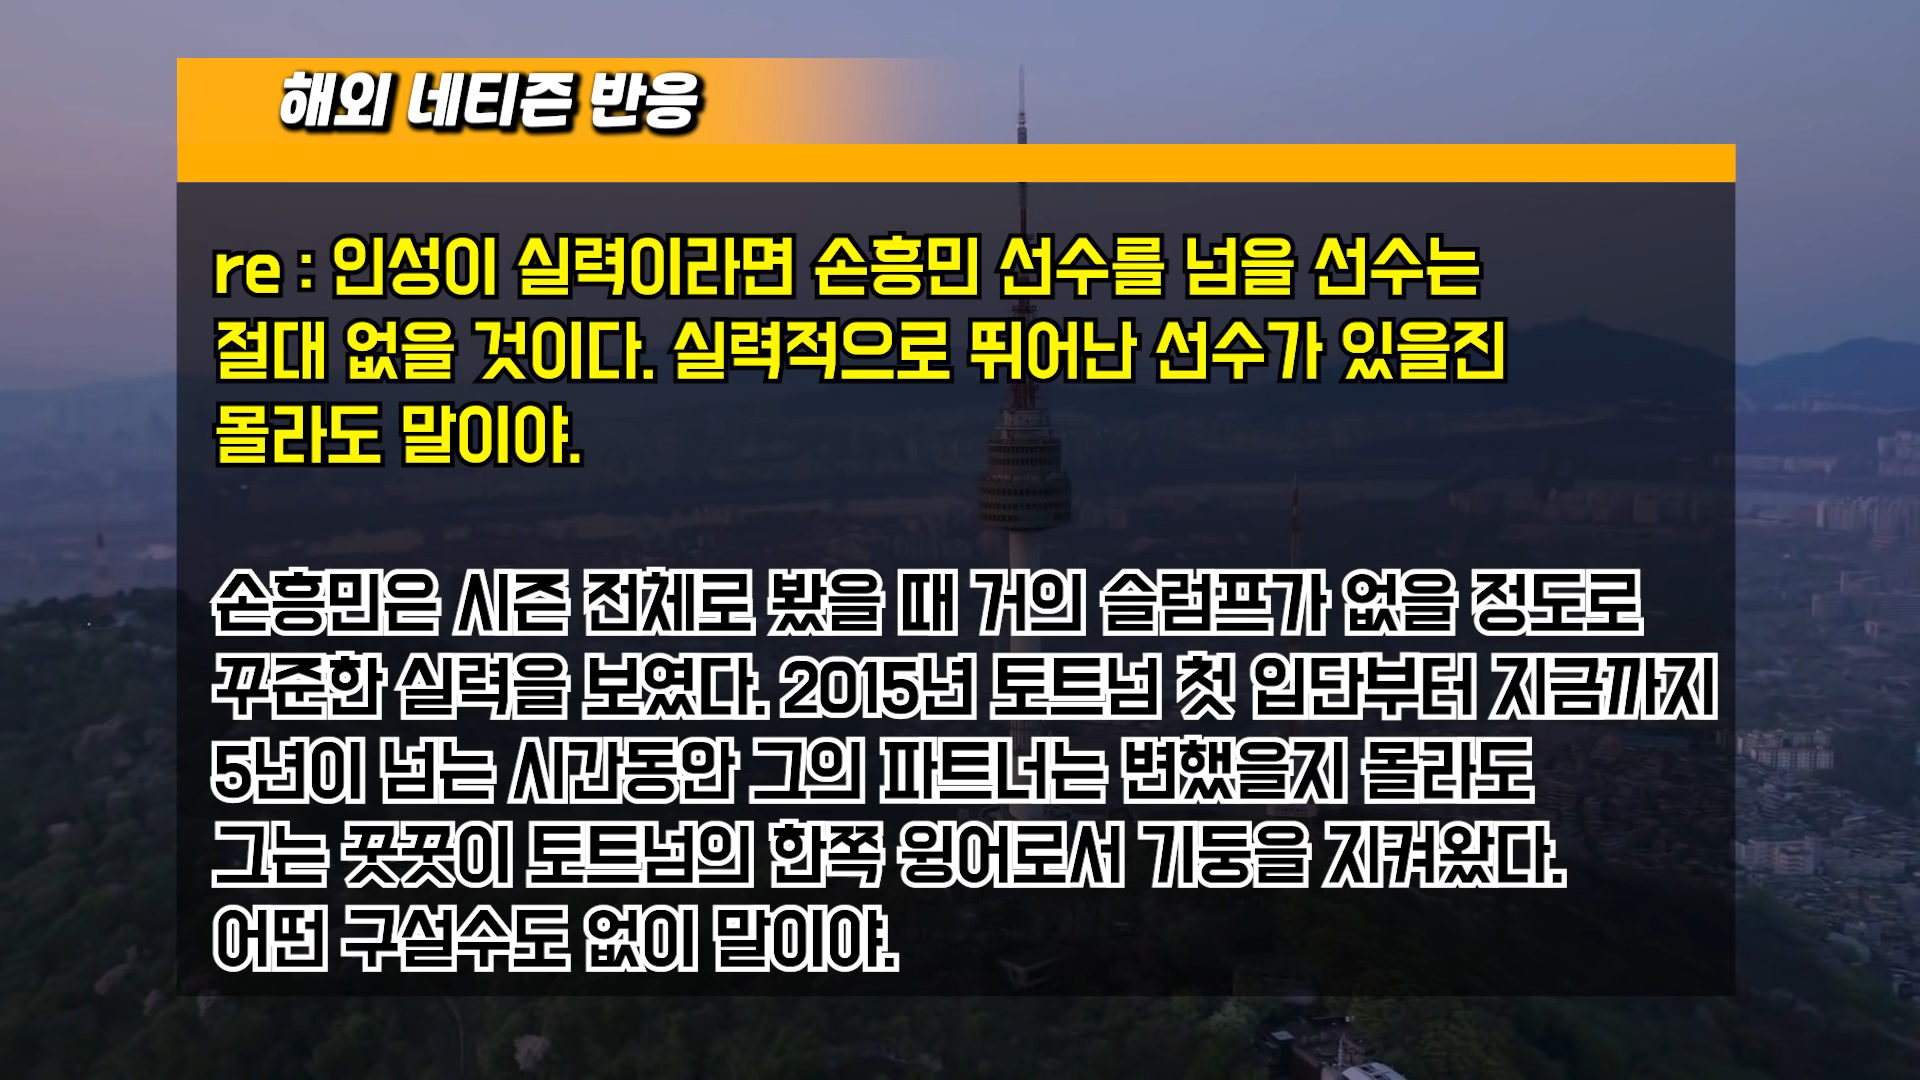 해외 네티즌 반응
re : 인성이 실력이라면 손흥민 선수를 넘을 선수는
절대 없을 것이다. 실력적으로 뛰어난 선수가 있을진
몰라도 말이야.
손흥민은 시즌 전체로 봤을 때 거의 슬럼프가 없을 정도로
꾸준한 실력을 보였다. 2015년 토트넘 첫 입단부터 지금까지
5년이 넘는 시간동안 그의 파트너는 변했을지 몰라도
그는 꿋꿋이 토트넘의 한쪽 윙어로서 기둥을 지켜왔다.
어떤 구설수도 없이 말이야.